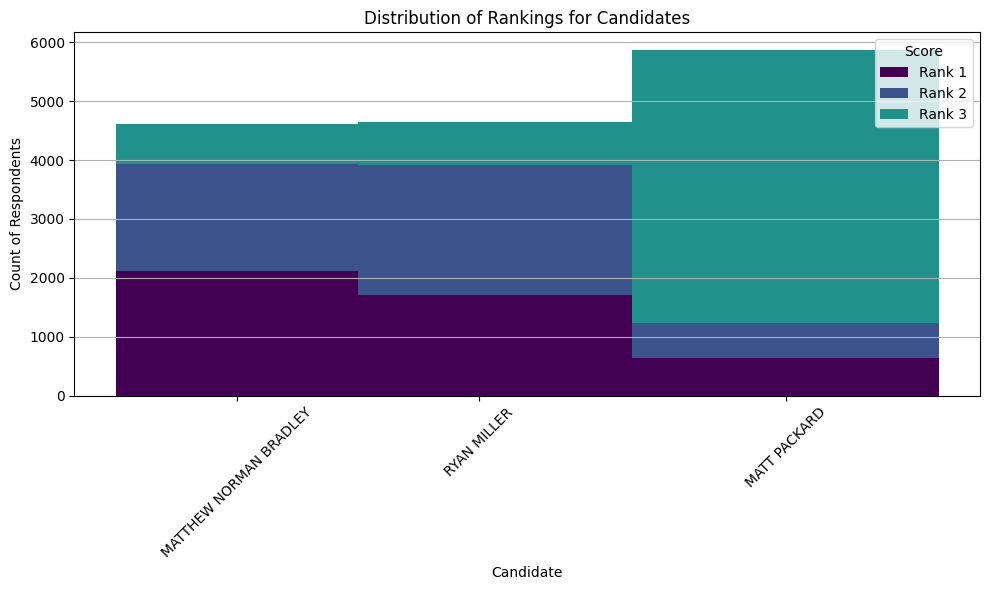 Distribution of Rankings for Candidates
Count of Respondents
6000
5000
4000
3000
2000
1000
0
Score
Rank 1
Rank 2
Rank 3
MATTHEW NORMAN BRADLEY
RYAN MILLER
MATT PACKARD
Candidate